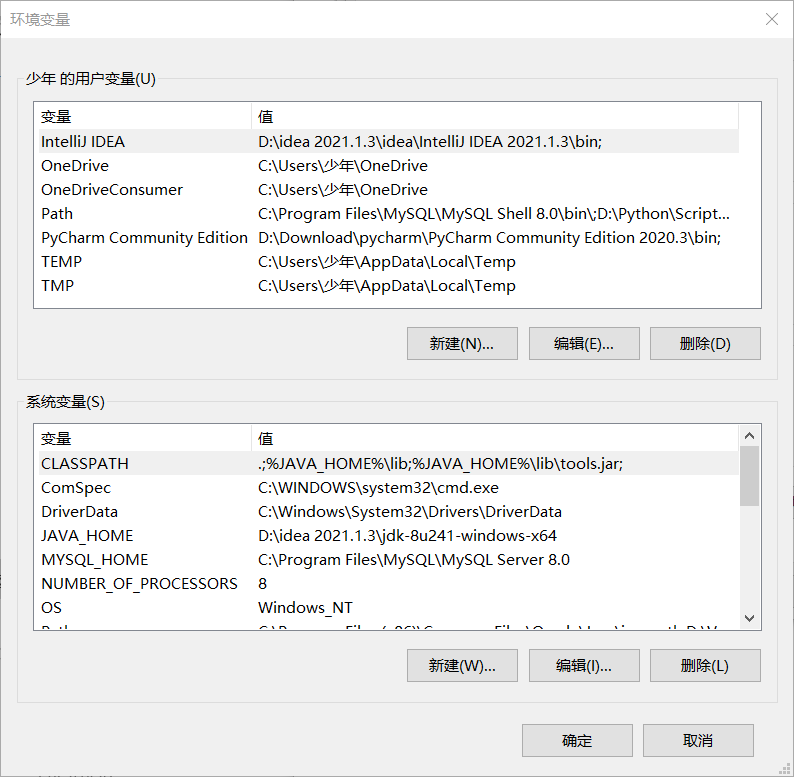 环境变量
少年 的用户变量(U)
变量 值
IntelliJ IDEA D:\idea 2021.1.3\idea\IntelliJ IDEA 2021.1.3\bin;
OneDrive C:\Users\少年\OneDrive
OneDriveConsumer C:\Users\少年\OneDrive
Path C:\Program Files\MySQL\MySQL Shell 8.0\bin\;D:\Python\Script...
PyCharm Community Edition D:\Download\pycharm\PyCharm Community Edition 2020.3\bin;
TEMP C:\Users\少年\AppData\Local\Temp
TMP C:\Users\少年\AppData\Local\Temp
新建(N)... 编辑(E)... 删除(D)
系统变量(S)
变量 值
CLASSPATH .;%JAVA_HOME%\lib;%JAVA_HOME%\lib\tools.jar;
ComSpec C:\WINDOWS\system32\cmd.exe
DriverData C:\Windows\System32\Drivers\DriverData
JAVA_HOME D:\idea 2021.1.3\jdk-8u241-windows-x64
MYSQL_HOME C:\Program Files\MySQL\MySQL Server 8.0
NUMBER_OF_PROCESSORS 8
OS Windows_NT
新建(W)... 编辑(I)... 删除(L)
确定 取消